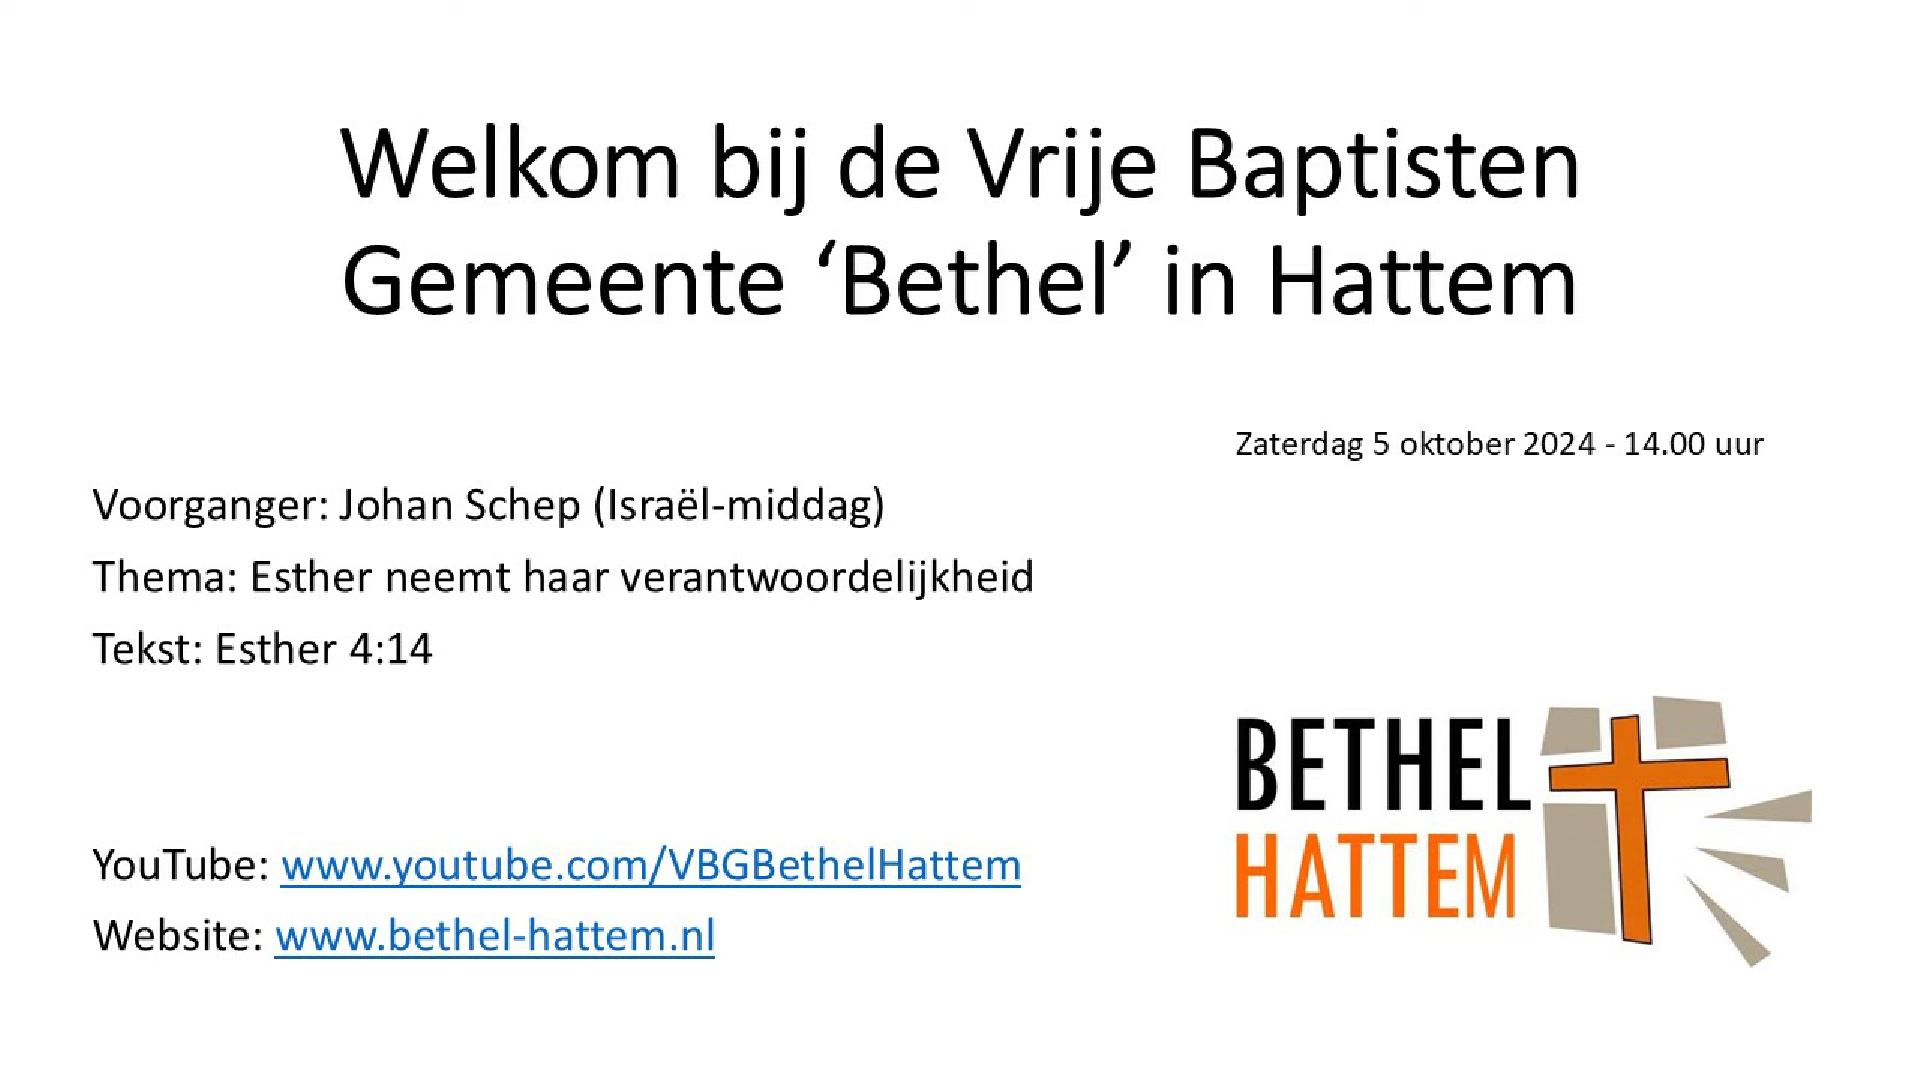 Welkom bij de Vrije Baptisten
Gemeente ‘Bethel’ in Hattem
Zaterdag 5 oktober 2024 - 14.00 uur
Voorganger: Johan Schep (Israël-middag)
Thema: Esther neemt haar verantwoordelijkheid
Tekst: Esther 4:14
BETHEL
HATTEM
YouTube: www.youtube.com/VBGBethelHattem
Website: www.bethel-hattem.nl